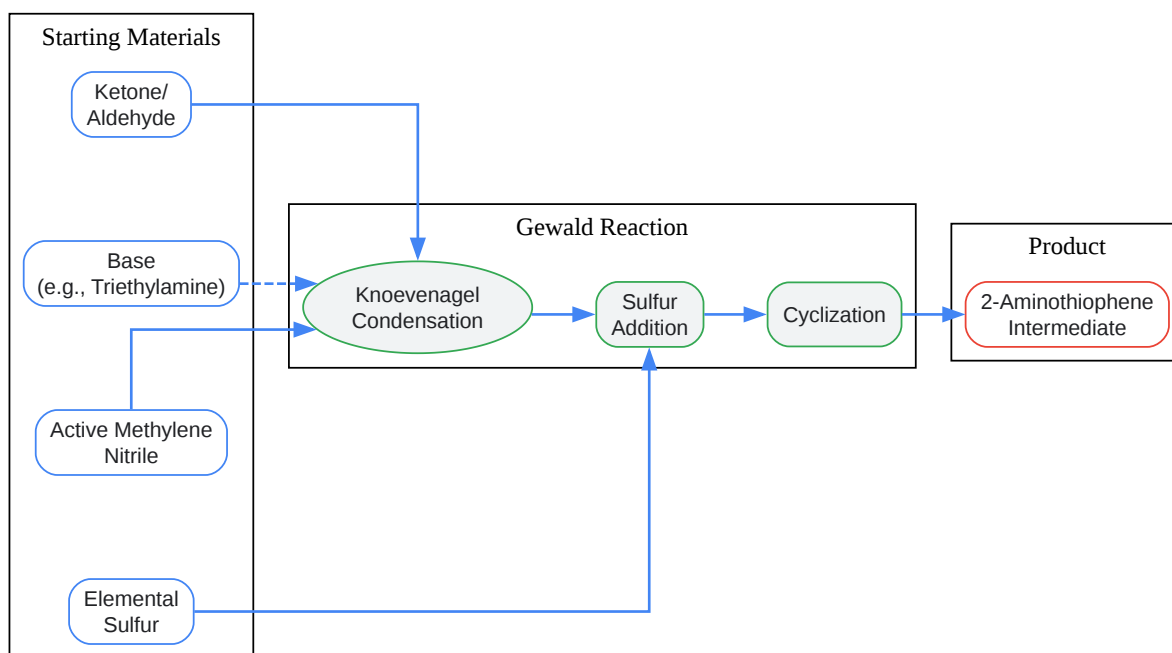 Starting Materials
Ketone/
Aldehyde
Base
(e.g., Triethylamine)
Active Methylene
Nitrile
Elemental
Sulfur
Gewald Reaction
Knoevenagel
Condensation
Sulfur
Addition
Cyclization
Product
2-Aminothiophene
Intermediate